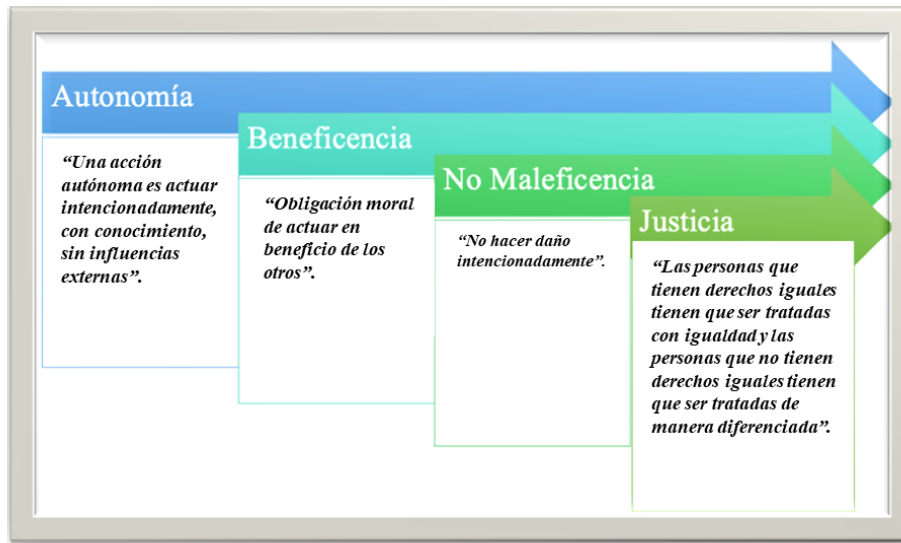 Autonomía
“Una acción
autónoma es actuar
intencionadamente,
con conocimiento,
sin influencias
externas”.
Beneficencia
“Obligación moral
de actuar en
beneficio de los
otros”.
No Maleficencia
“No hacer daño
intencionadamente”.
Justicia
“Las personas que
tienen derechos iguales
tienen que ser tratadas
con igualdad y las
personas que no tienen
derechos iguales tienen
que ser tratadas de
manera diferenciada”.